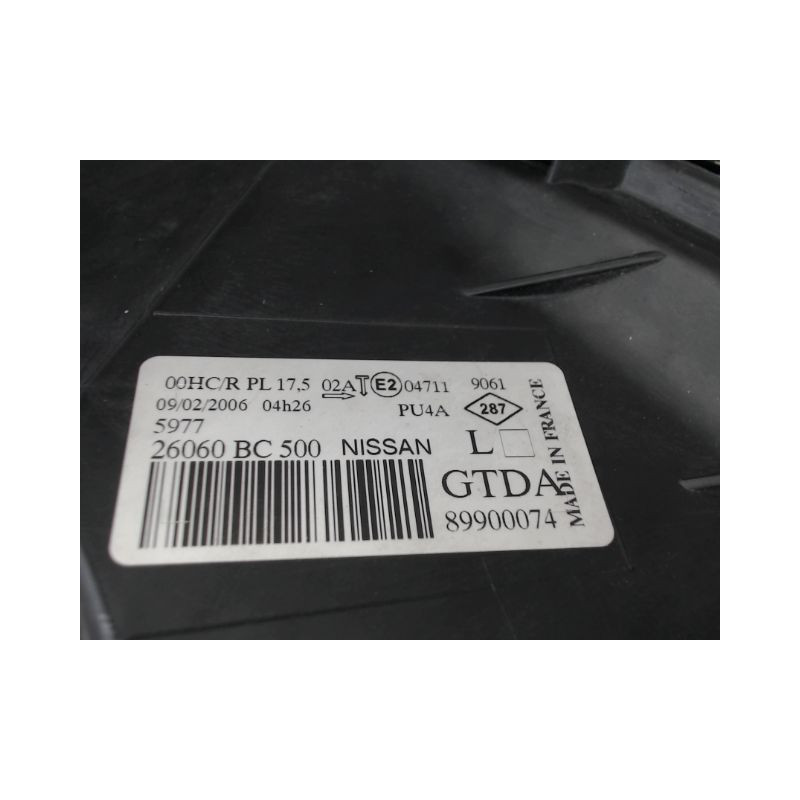 00HC/R PL 17,5 02A E2 04711 9061
09/02/2006 04h26 PU4A 287
5977
26060 BC 500 NISSAN L
GTDA
89900074
MADE IN FRANCE